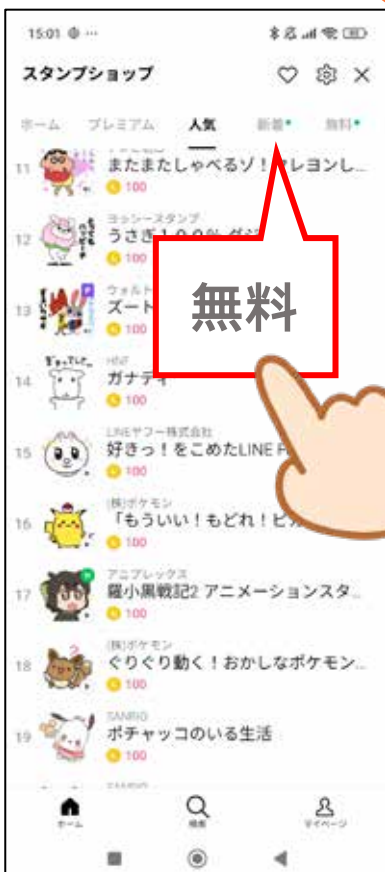 15:01
スタンプショップ
ホーム プレミアム 人気 新着 無料
11 またまたしゃべるゾ！クレヨンし...
100
ヨッシースタンプ
12 うさぎ１００％
100
13 ズート
100
無料
HNF
14 ガナディ
100
LINEヤフー株式会社
15 好きっ！をこめたLINE
100
(株)ポケモン
16 「もういい！もどれ！ピカ
100
アニプレックス
17 羅小黒戦記2 アニメーションスタ...
100
(株)ポケモン
18 ぐりぐり動く！おかしなポケモン...
100
SANRIO
19 ポチャッコのいる生活
100
ホーム 検索 マイページ